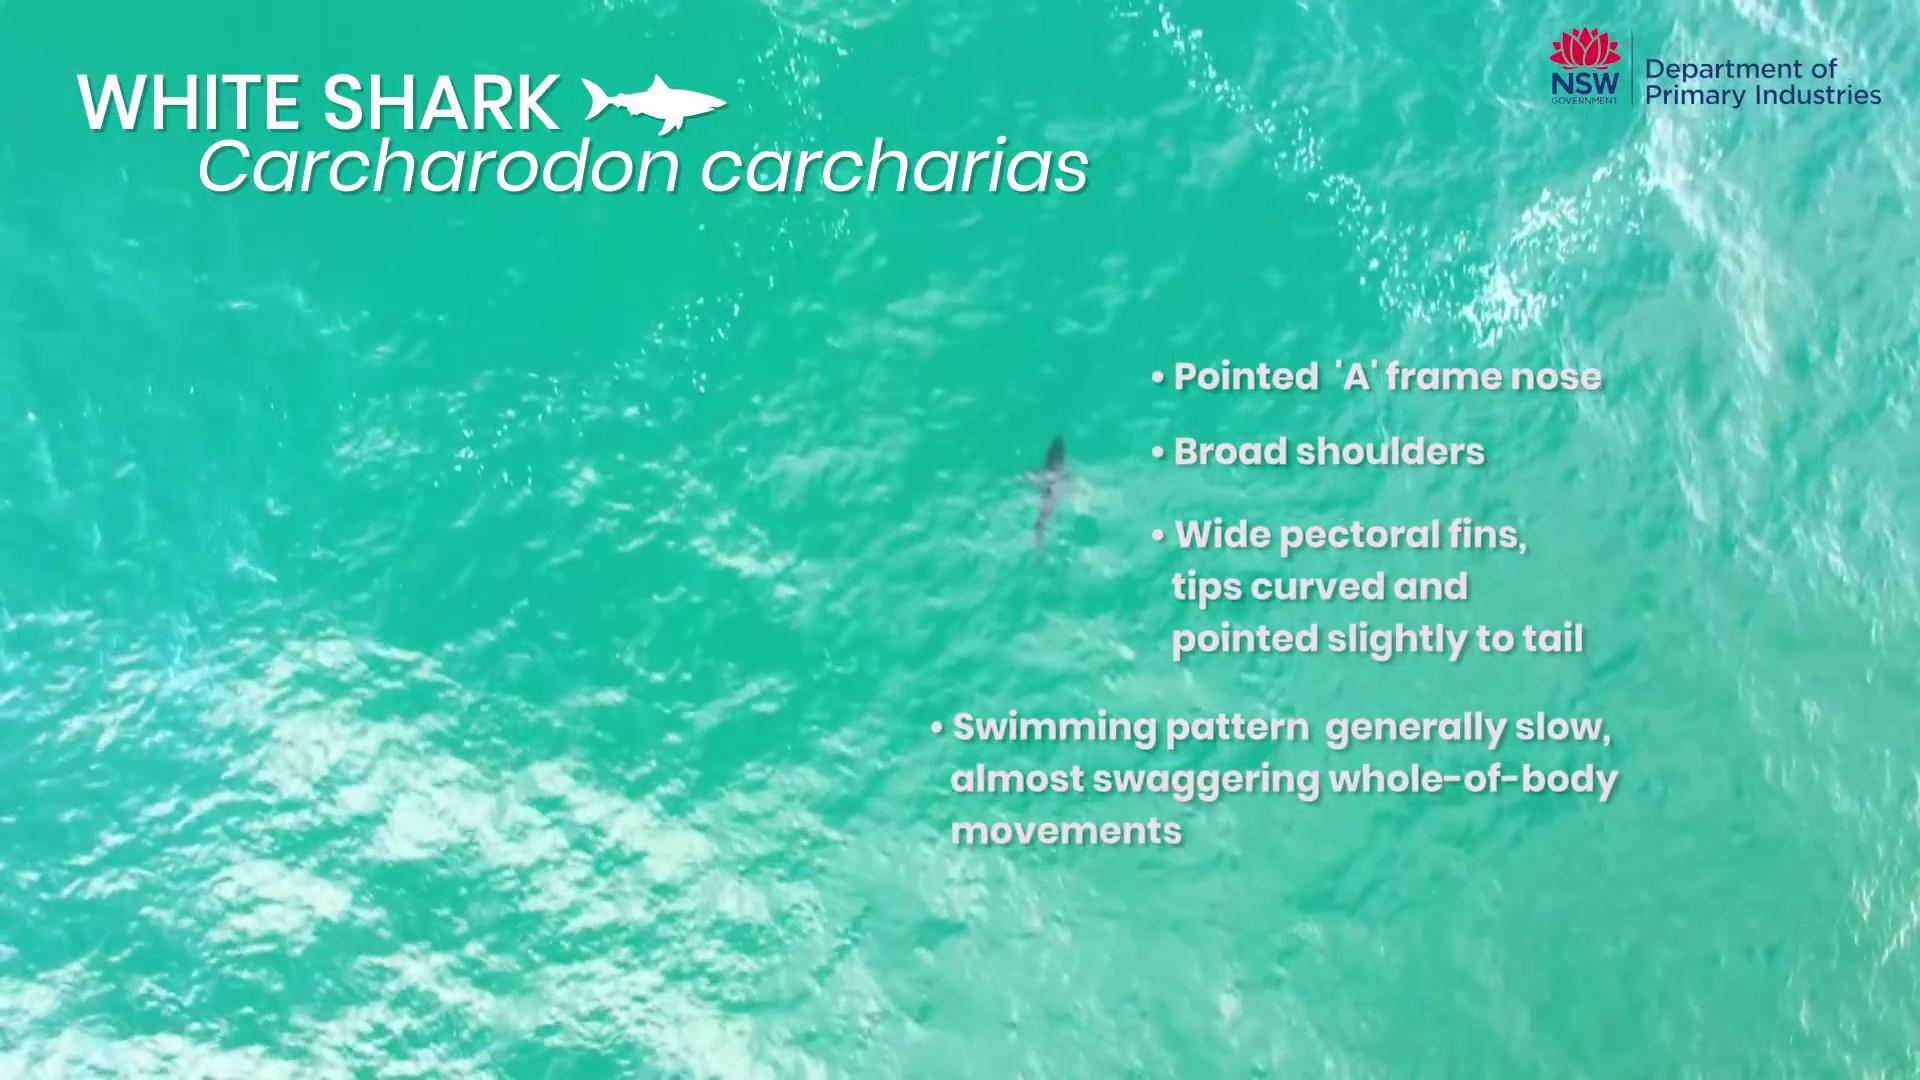 WHITE SHARK
Carcharodon carcharias
NSW
GOVERNMENT
Department of
Primary Industries
• Pointed  'A' frame nose
• Broad shoulders
• Wide pectoral fins,
tips curved and
pointed slightly to tail
• Swimming pattern  generally slow,
almost swaggering whole-of-body
movements